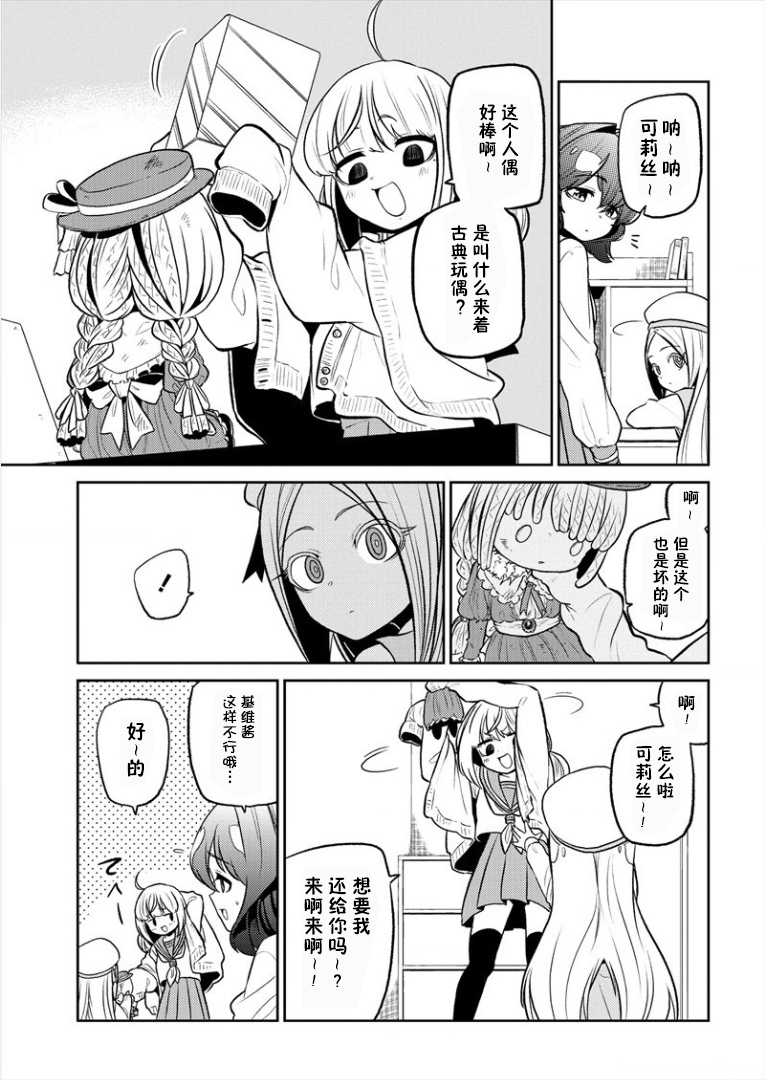 呐~呐~
可莉丝~
这个人偶
好棒啊~
是叫什么来着
古典玩偶？
啊~
但是这个
也是坏的啊~
！
啊！
怎么啦
可莉丝~！
想要我
还给你吗~？
来啊来啊~！
基维酱
这样不行哦…
好~的
てへー